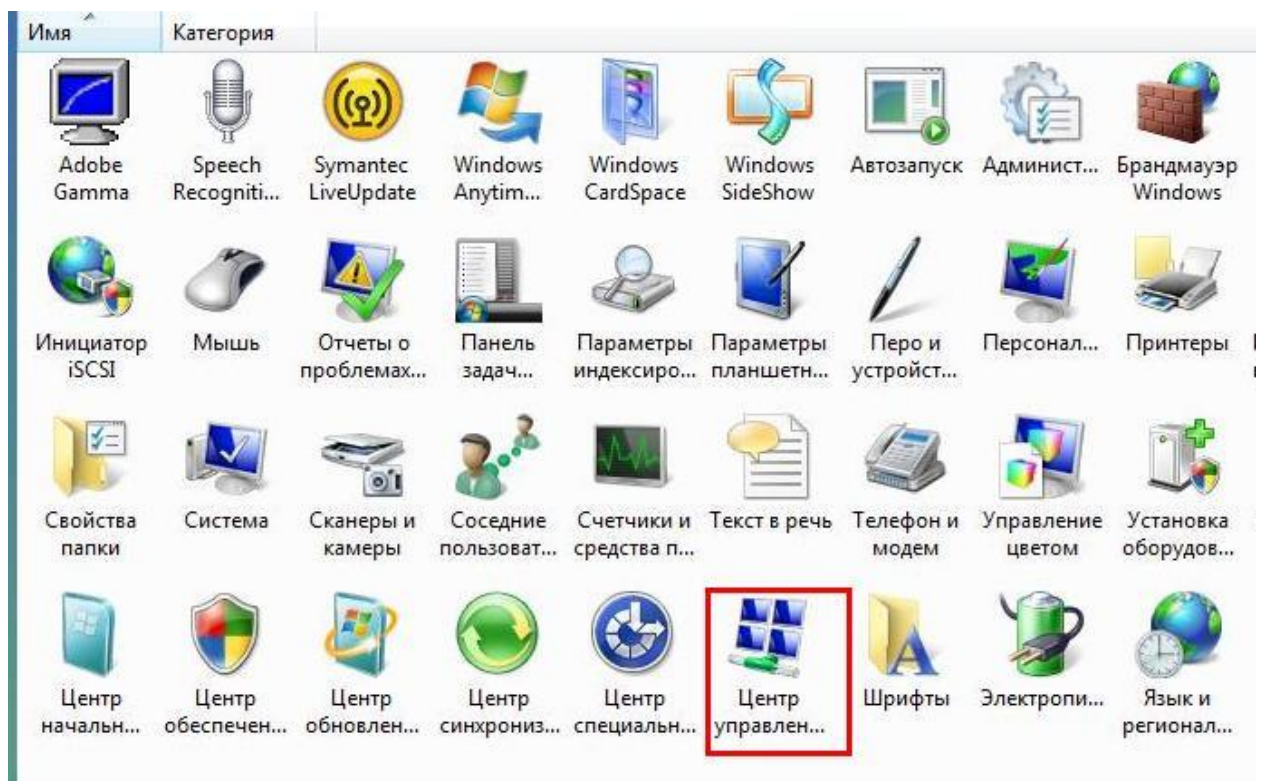 Имя Категория
Adobe Speech Symantec Windows Windows Windows Автозапуск Админист... Брандмауэр
Gamma Recogniti... LiveUpdate Anytim... CardSpace SideShow Windows
Инициатор Мышь Отчеты о Панель Параметры Параметры Перо и Персонал... Принтеры
iSCSI проблемах... задач... индексиро... планшетн... устройст...
Свойства Система Сканеры и Соседние Счетчики и Текст в речь Телефон и Управление Установка
папки камеры пользоват... средства п... модем цветом оборудов...
Центр Центр Центр Центр Центр Центр Шрифты Электропи... Язык и
начальн... обеспечен... обновлен... синхрониз... специальн... управлен... регионал...